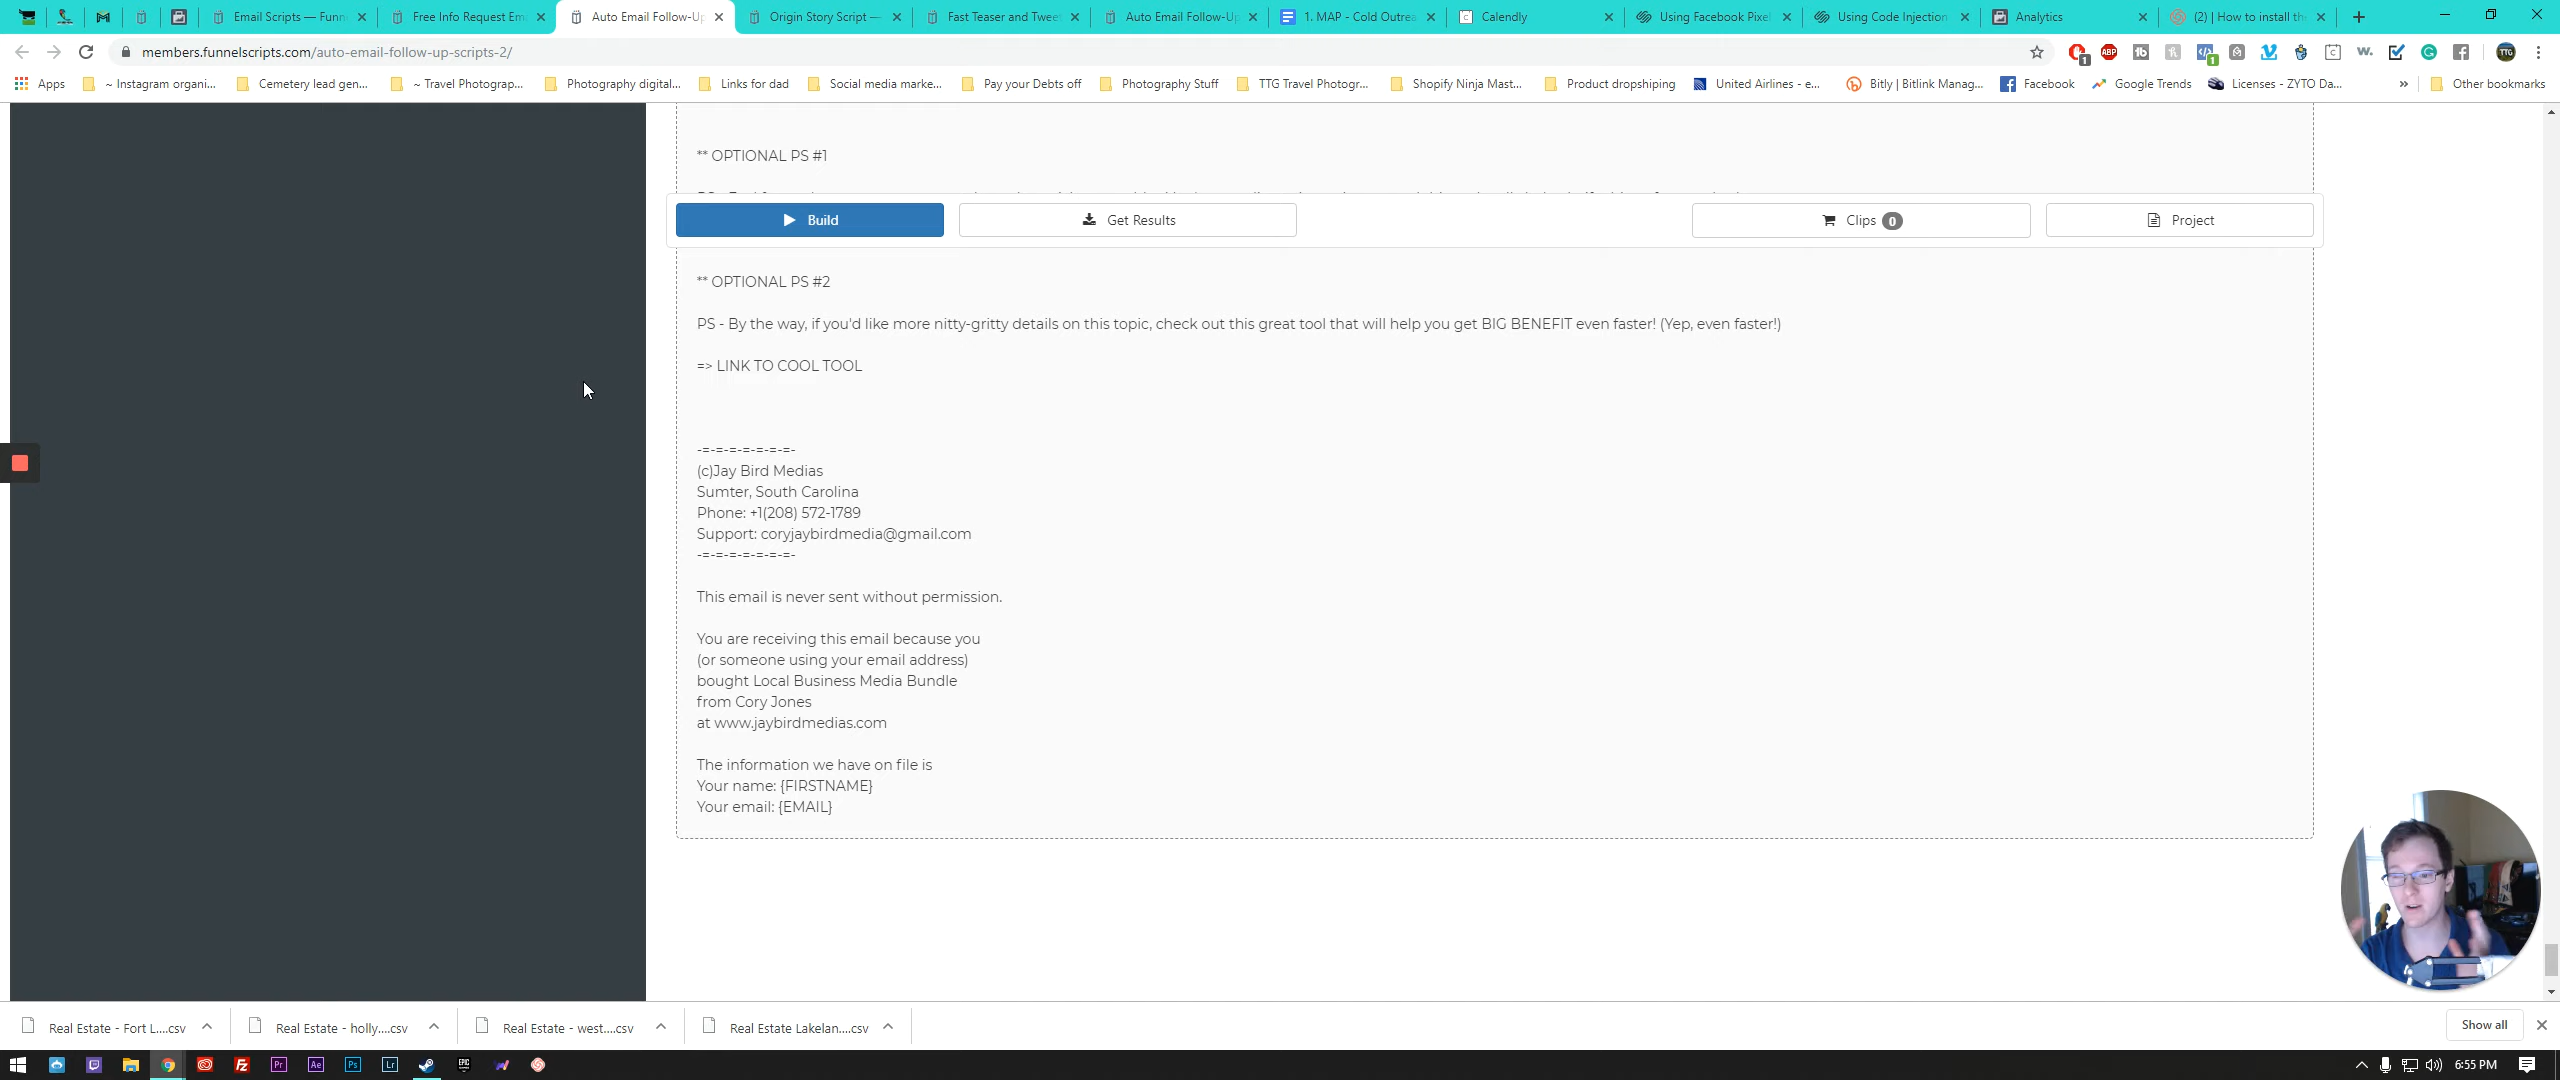 Email Scripts — Funn
Free Info Request Em
Auto Email Follow-Up
Origin Story Script —
Fast Teaser and Tweet
Auto Email Follow-Up
1. MAP - Cold Outrea
Calendly
Using Facebook Pixel
Using Code Injection
Analytics
(2) | How to install th
members.funnelscripts.com/auto-email-follow-up-scripts-2/
Apps
~ Instagram organi...
Cemetery lead gen...
~ Travel Photograp...
Photography digital...
Links for dad
Social media marke...
Pay your Debts off
Photography Stuff
TTG Travel Photogr...
Shopify Ninja Mast...
Product dropshiping
United Airlines - e...
Bitly | Bitlink Manag...
Facebook
Google Trends
Licenses - ZYTO Da...
»
Other bookmarks
** OPTIONAL PS #1
Build
Get Results
Clips 0
Project
** OPTIONAL PS #2
PS - By the way, if you'd like more nitty-gritty details on this topic, check out this great tool that will help you get BIG BENEFIT even faster! (Yep, even faster!)
=> LINK TO COOL TOOL
-=-=-=-=-=-=-=-
(c)Jay Bird Medias
Sumter, South Carolina
Phone: +1(208) 572-1789
Support: coryjaybirdmedia@gmail.com
-=-=-=-=-=-=-=-
This email is never sent without permission.
You are receiving this email because you
(or someone using your email address)
bought Local Business Media Bundle
from Cory Jones
at www.jaybirdmedias.com
The information we have on file is
Your name: {FIRSTNAME}
Your email: {EMAIL}
Real Estate - Fort L....csv
Real Estate - holly....csv
Real Estate - west....csv
Real Estate Lakelan....csv
Show all
6:55 PM